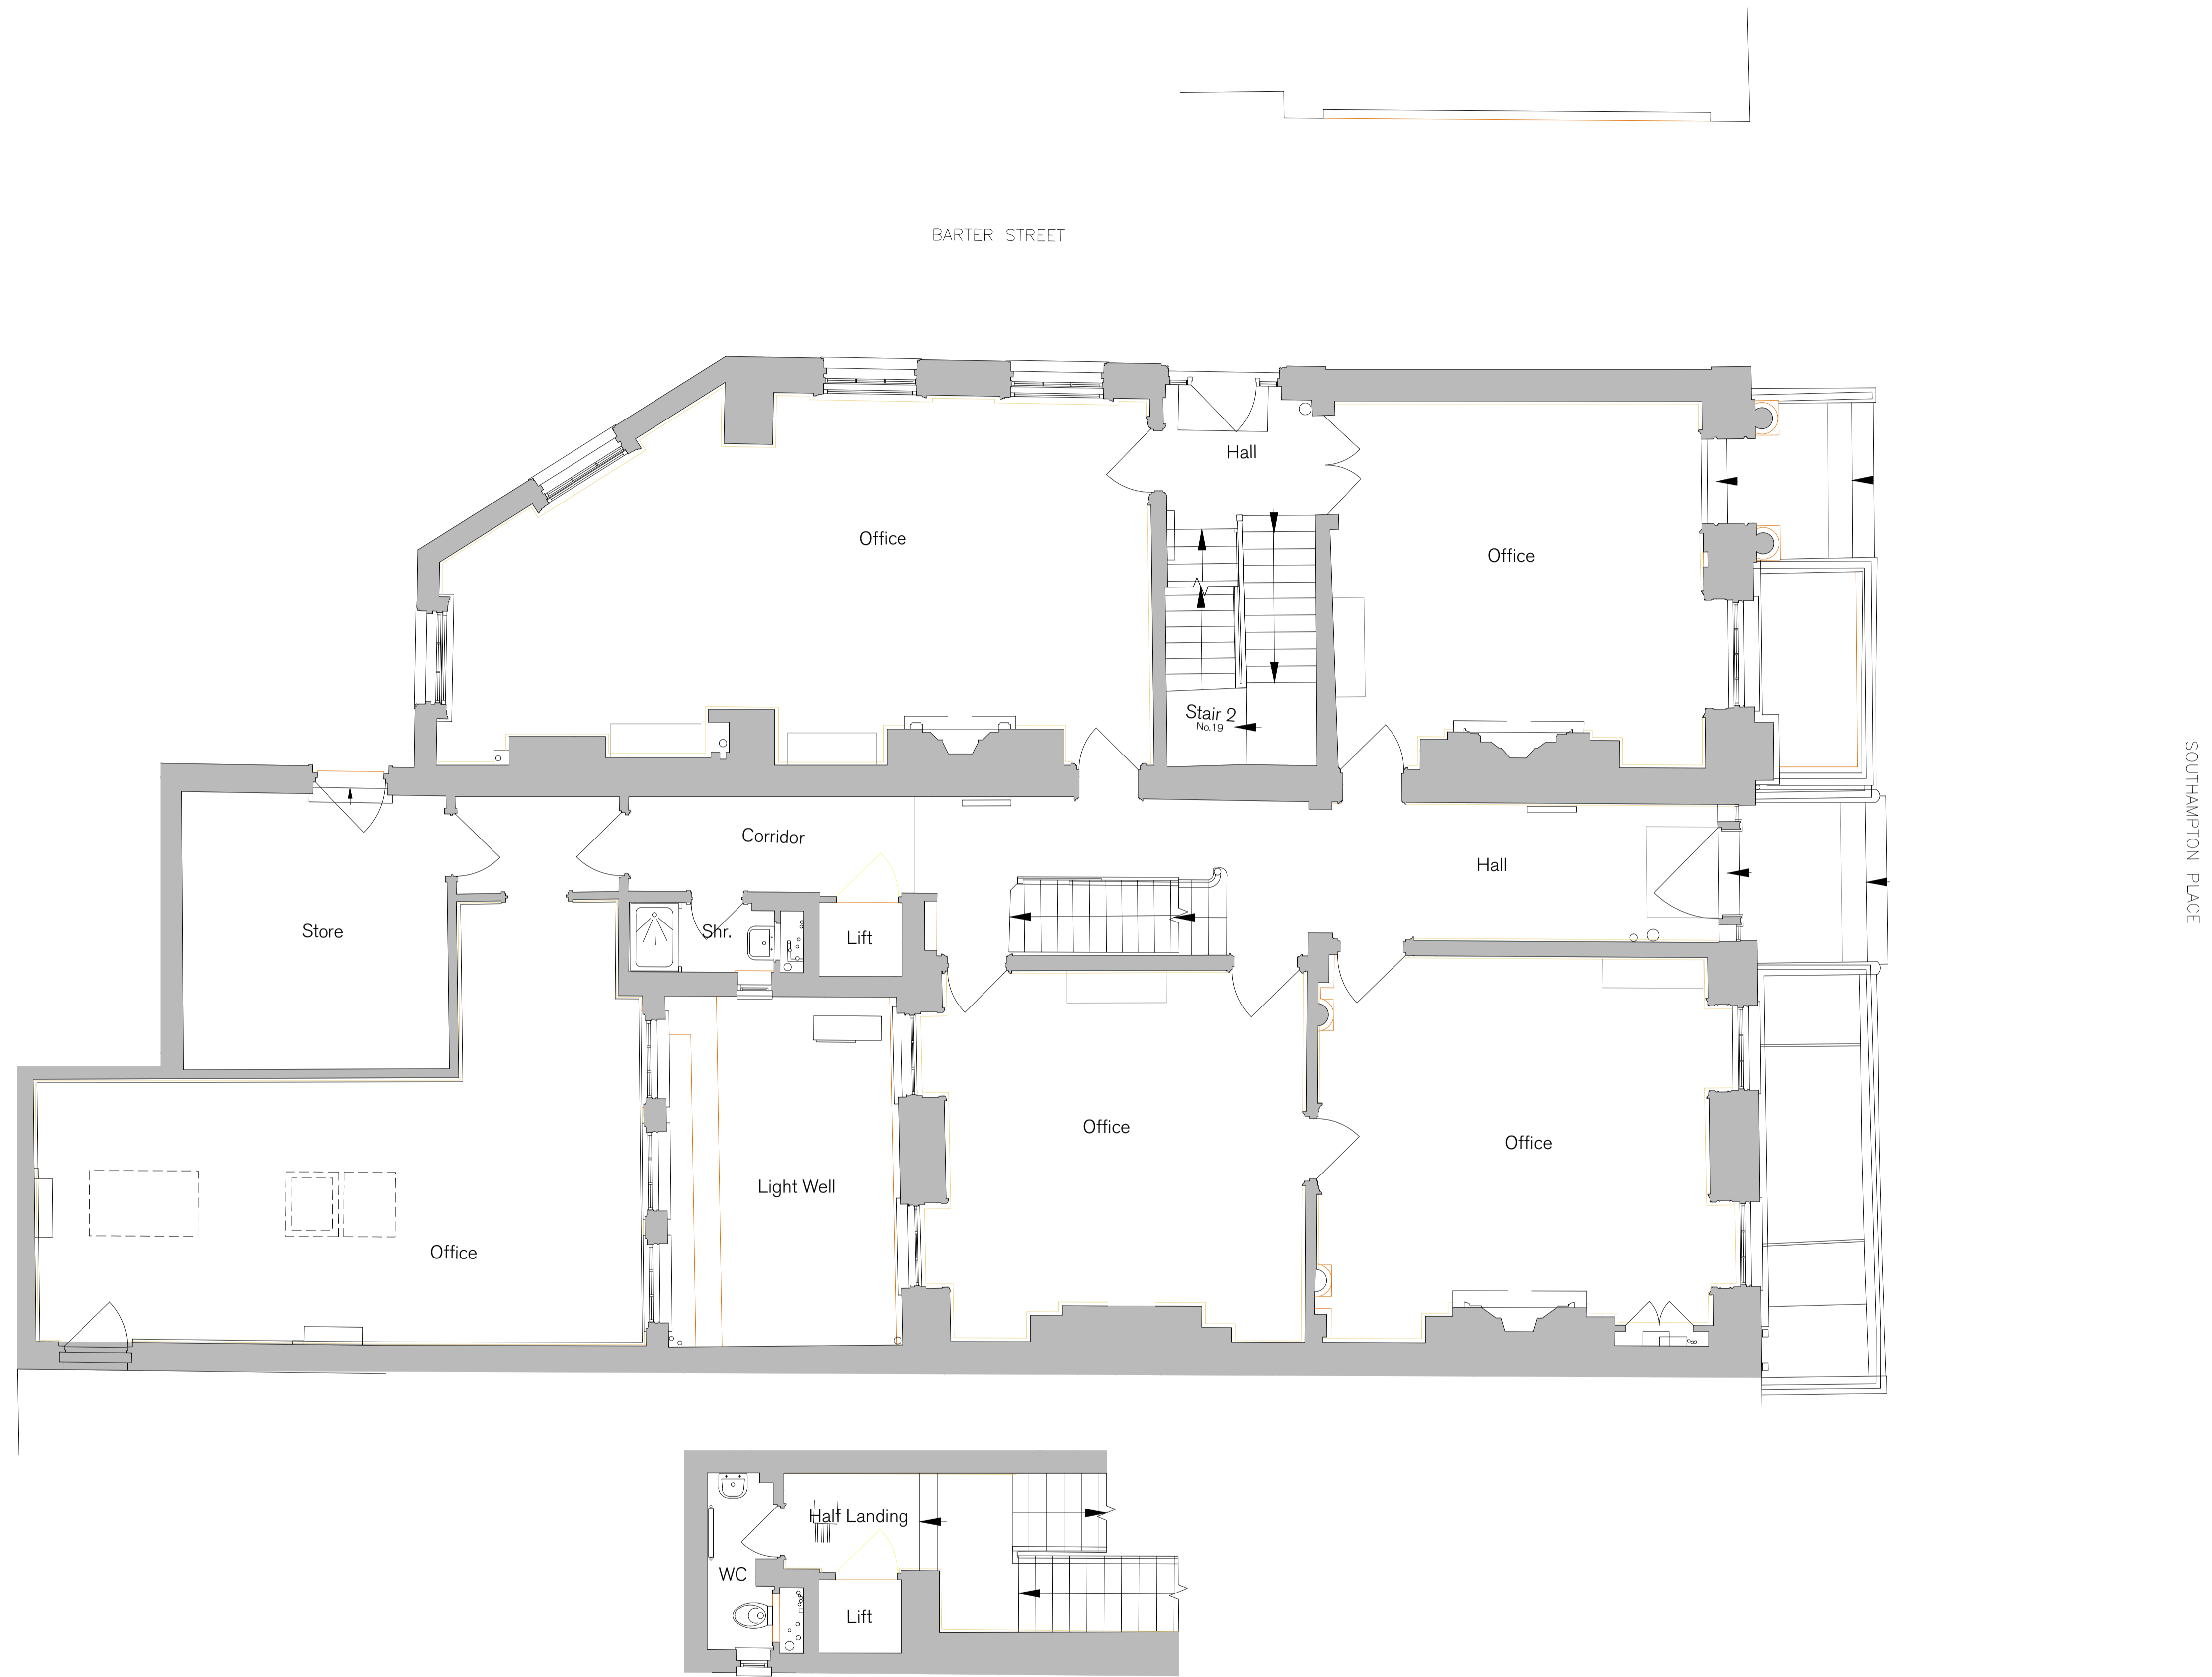 BARTER STREET
Hall
Office
Office
Stair 2
No.19
SOUTHAMPTON PLACE
Corridor
Hall
Store
Shr.
Lift
Office
Office
Light Well
Office
Half Landing
WC
Lift